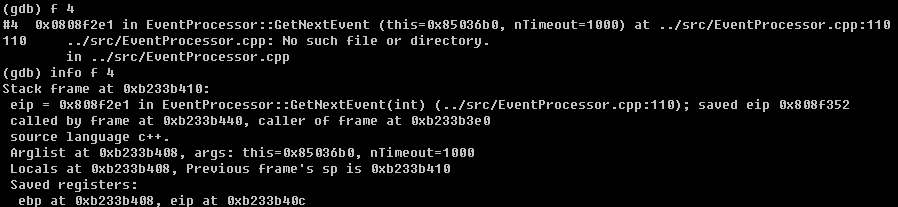 (gdb) f 4
#4  0x0808f2e1 in EventProcessor::GetNextEvent (this=0x85036b0, nTimeout=1000) at ../src/EventProcessor.cpp:110
110     ../src/EventProcessor.cpp: No such file or directory.
        in ../src/EventProcessor.cpp
(gdb) info f 4
Stack frame at 0xb233b410:
 eip = 0x808f2e1 in EventProcessor::GetNextEvent(int) (../src/EventProcessor.cpp:110); saved eip 0x808f352
 called by frame at 0xb233b440, caller of frame at 0xb233b3e0
 source language c++.
 Arglist at 0xb233b408, args: this=0x85036b0, nTimeout=1000
 Locals at 0xb233b408, Previous frame's sp is 0xb233b410
 Saved registers:
  ebp at 0xb233b408, eip at 0xb233b40c